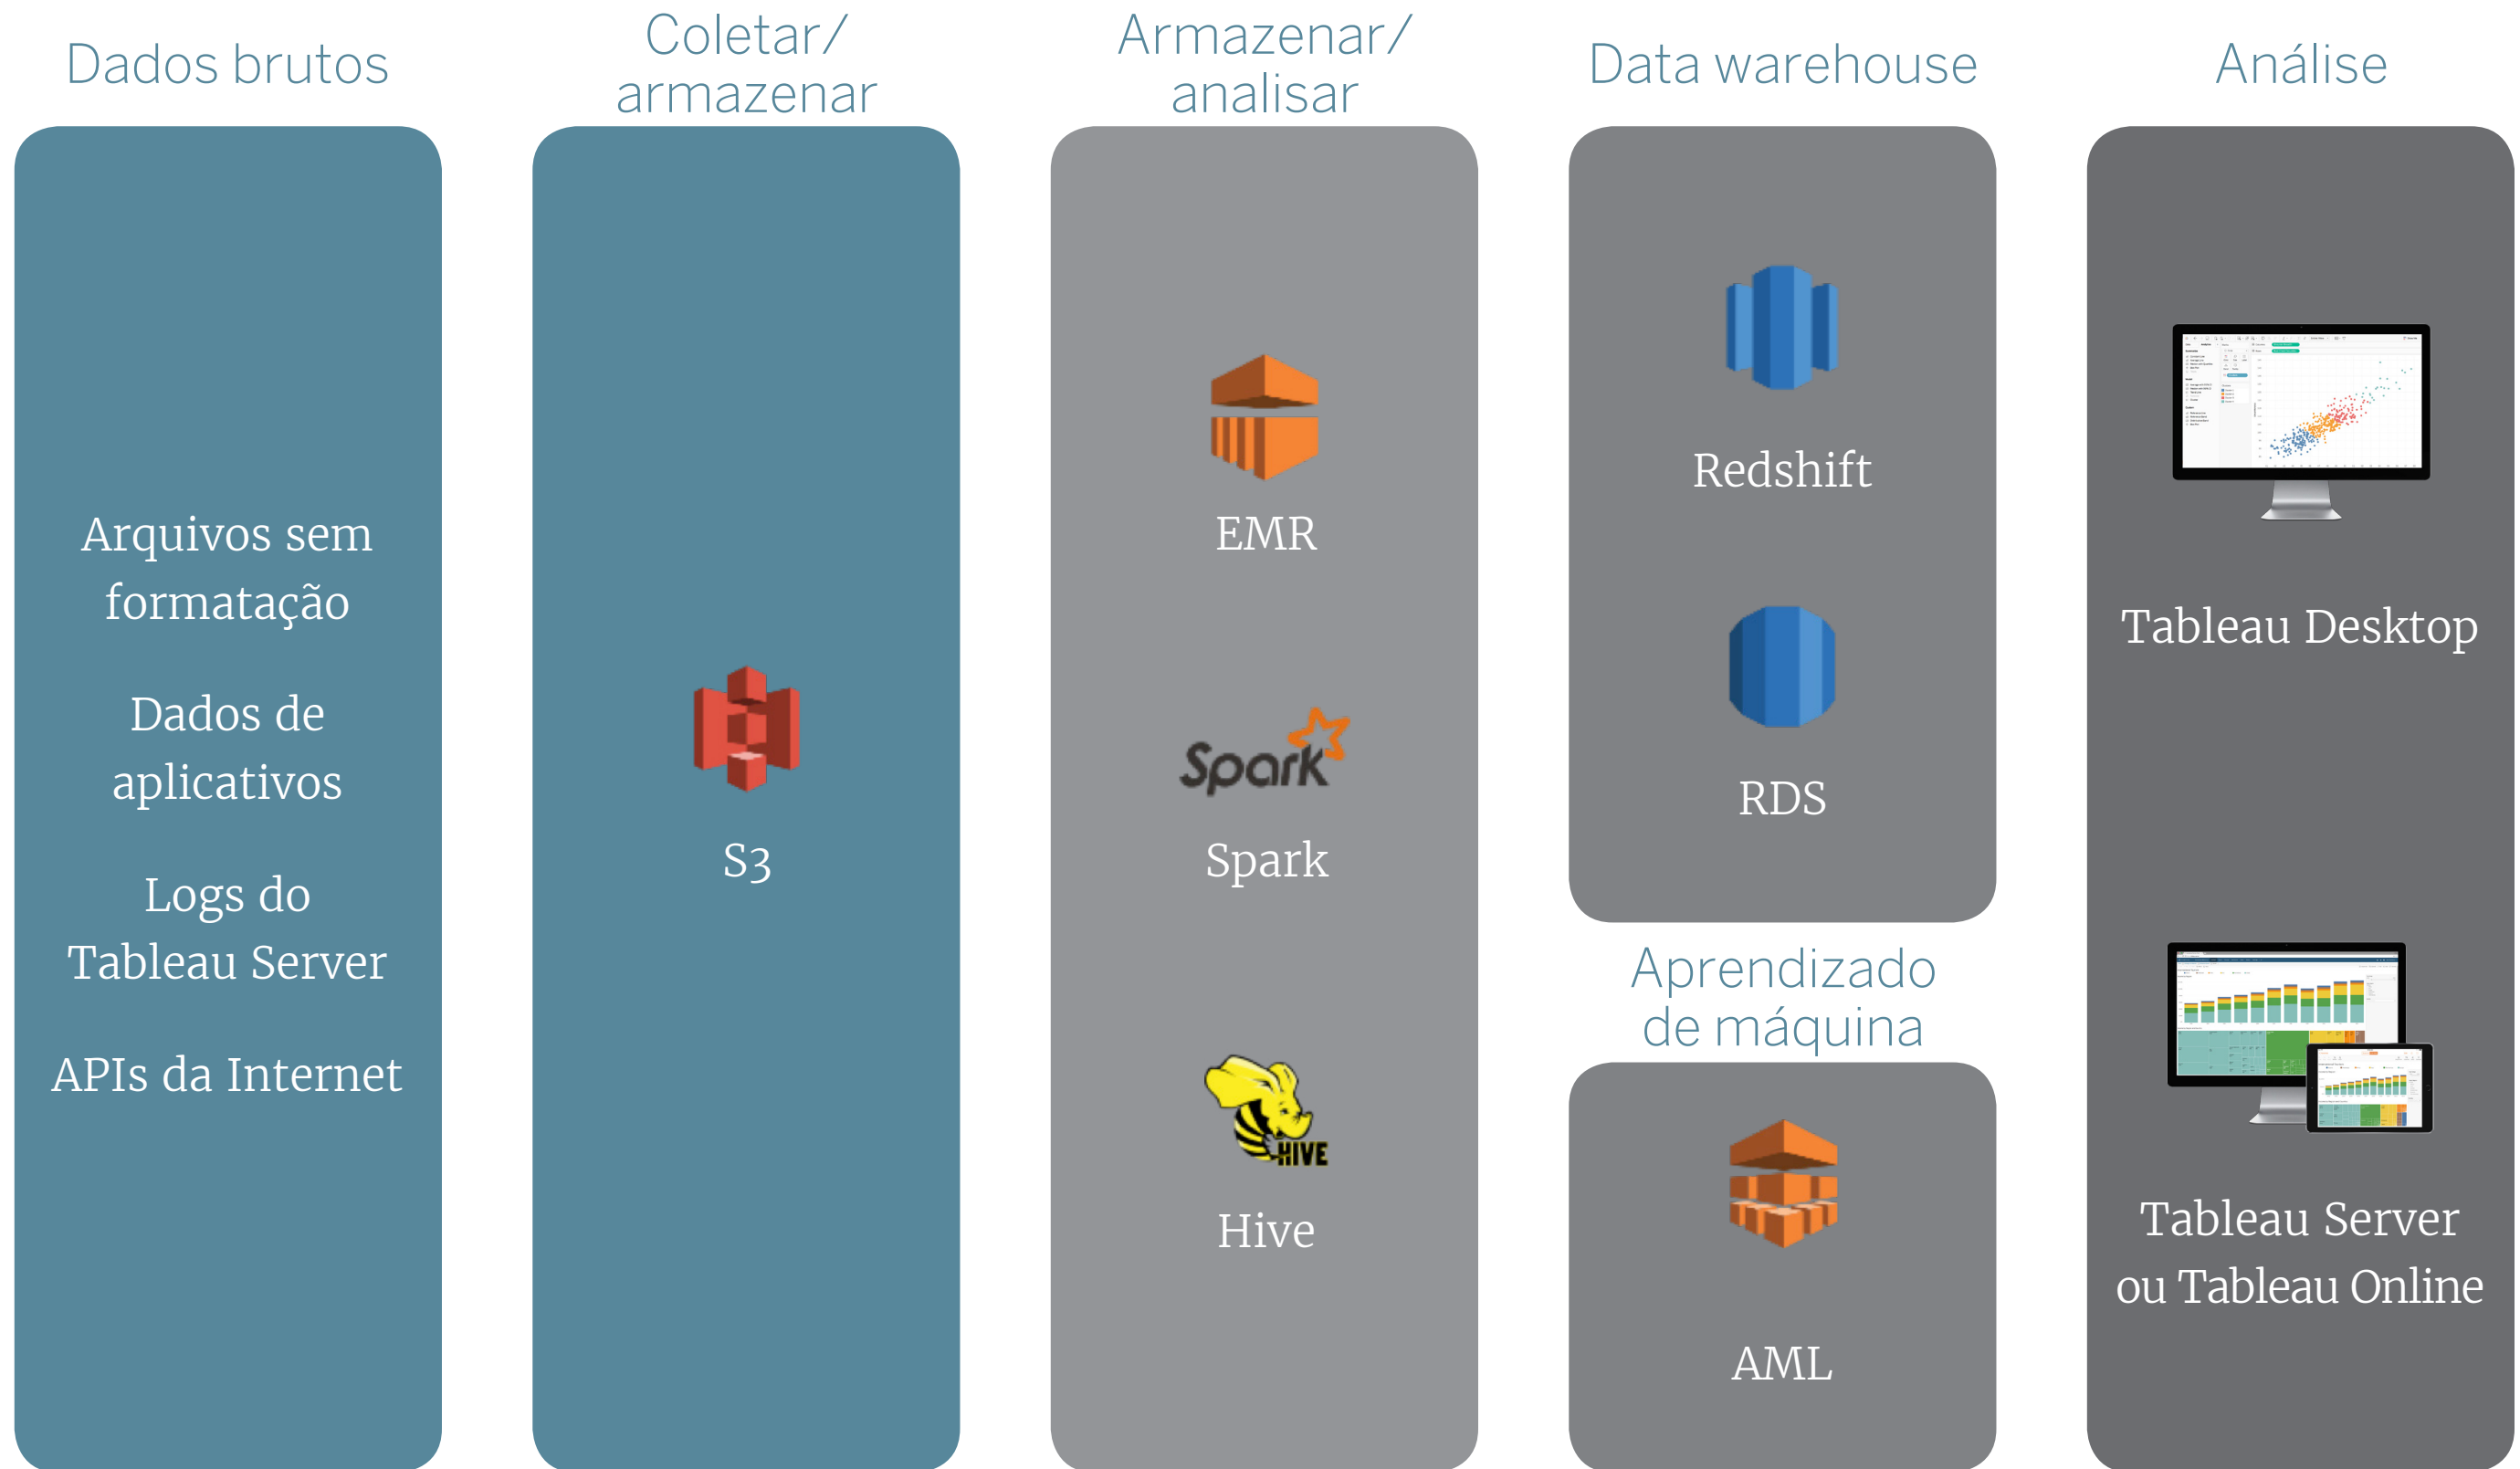 Dados brutos
Arquivos sem
formatação
Dados de
aplicativos
Logs do
Tableau Server
APIs da Internet
Coletar/
armazenar
S3
Armazenar/
analisar
EMR
Spark
Spark
HIVE
Hive
Data warehouse
Redshift
RDS
Aprendizado
de máquina
AML
Análise
Tableau Desktop
Tableau Server
ou Tableau Online